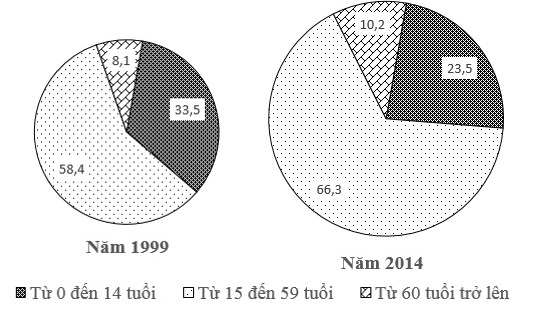 8,1
33,5
58,4
Năm 1999
10,2
23,5
66,3
Năm 2014
Từ 0 đến 14 tuổi
Từ 15 đến 59 tuổi
Từ 60 tuổi trở lên